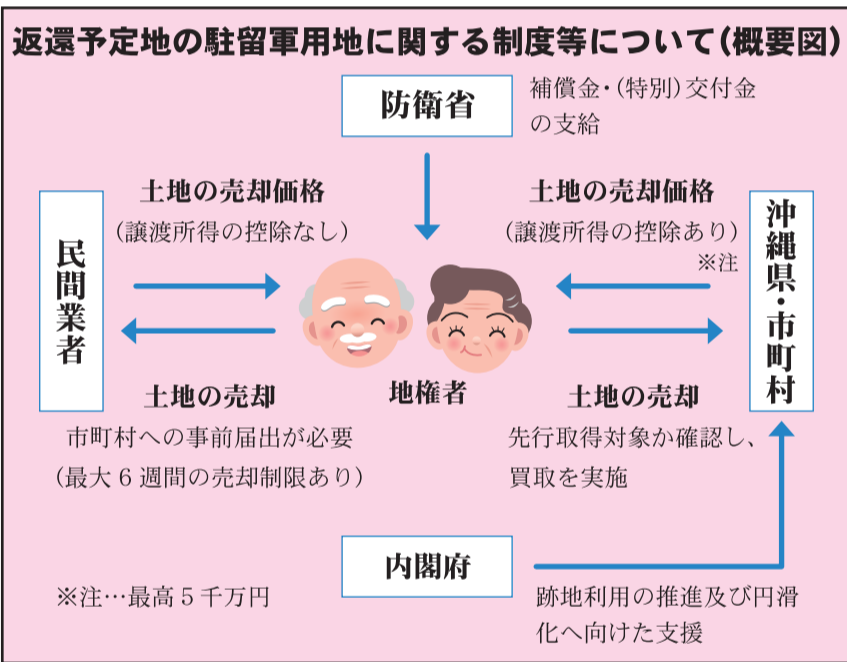 返還予定地の駐留軍用地に関する制度等について(概要図)
防衛省
補償金・(特別)交付金
の支給
土地の売却価格
(譲渡所得の控除なし)
土地の売却価格
(譲渡所得の控除あり)
※注
民間業者
沖縄県・市町村
地権者
土地の売却
市町村への事前届出が必要
(最大6週間の売却制限あり)
土地の売却
先行取得対象か確認し、
買取を実施
内閣府
※注…最高5千万円
跡地利用の推進及び円滑
化へ向けた支援